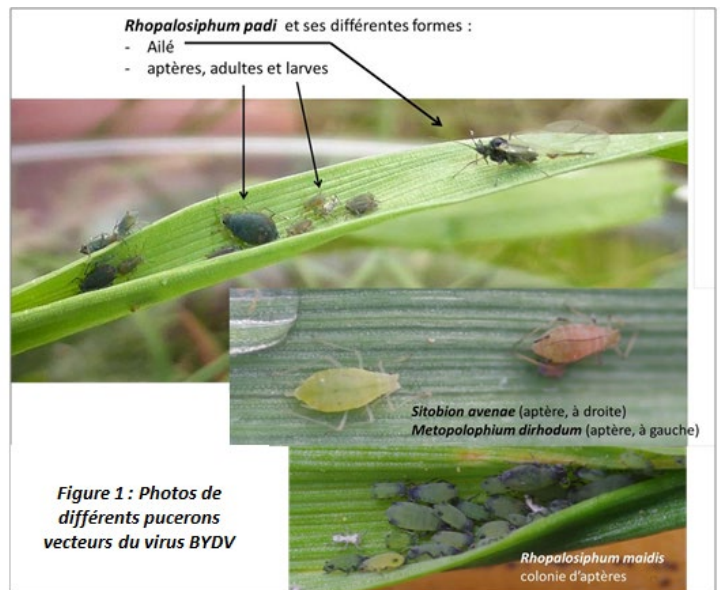 Rhopalosiphum padi et ses différentes formes :
- Ailé
- aptères, adultes et larves
Sitobion avenae (aptère, à droite)
Metopolophium dirhodum (aptère, à gauche)
Figure 1 : Photos de
différents pucerons
vecteurs du virus BYDV
Rhopalosiphum maidis
colonie d'aptères